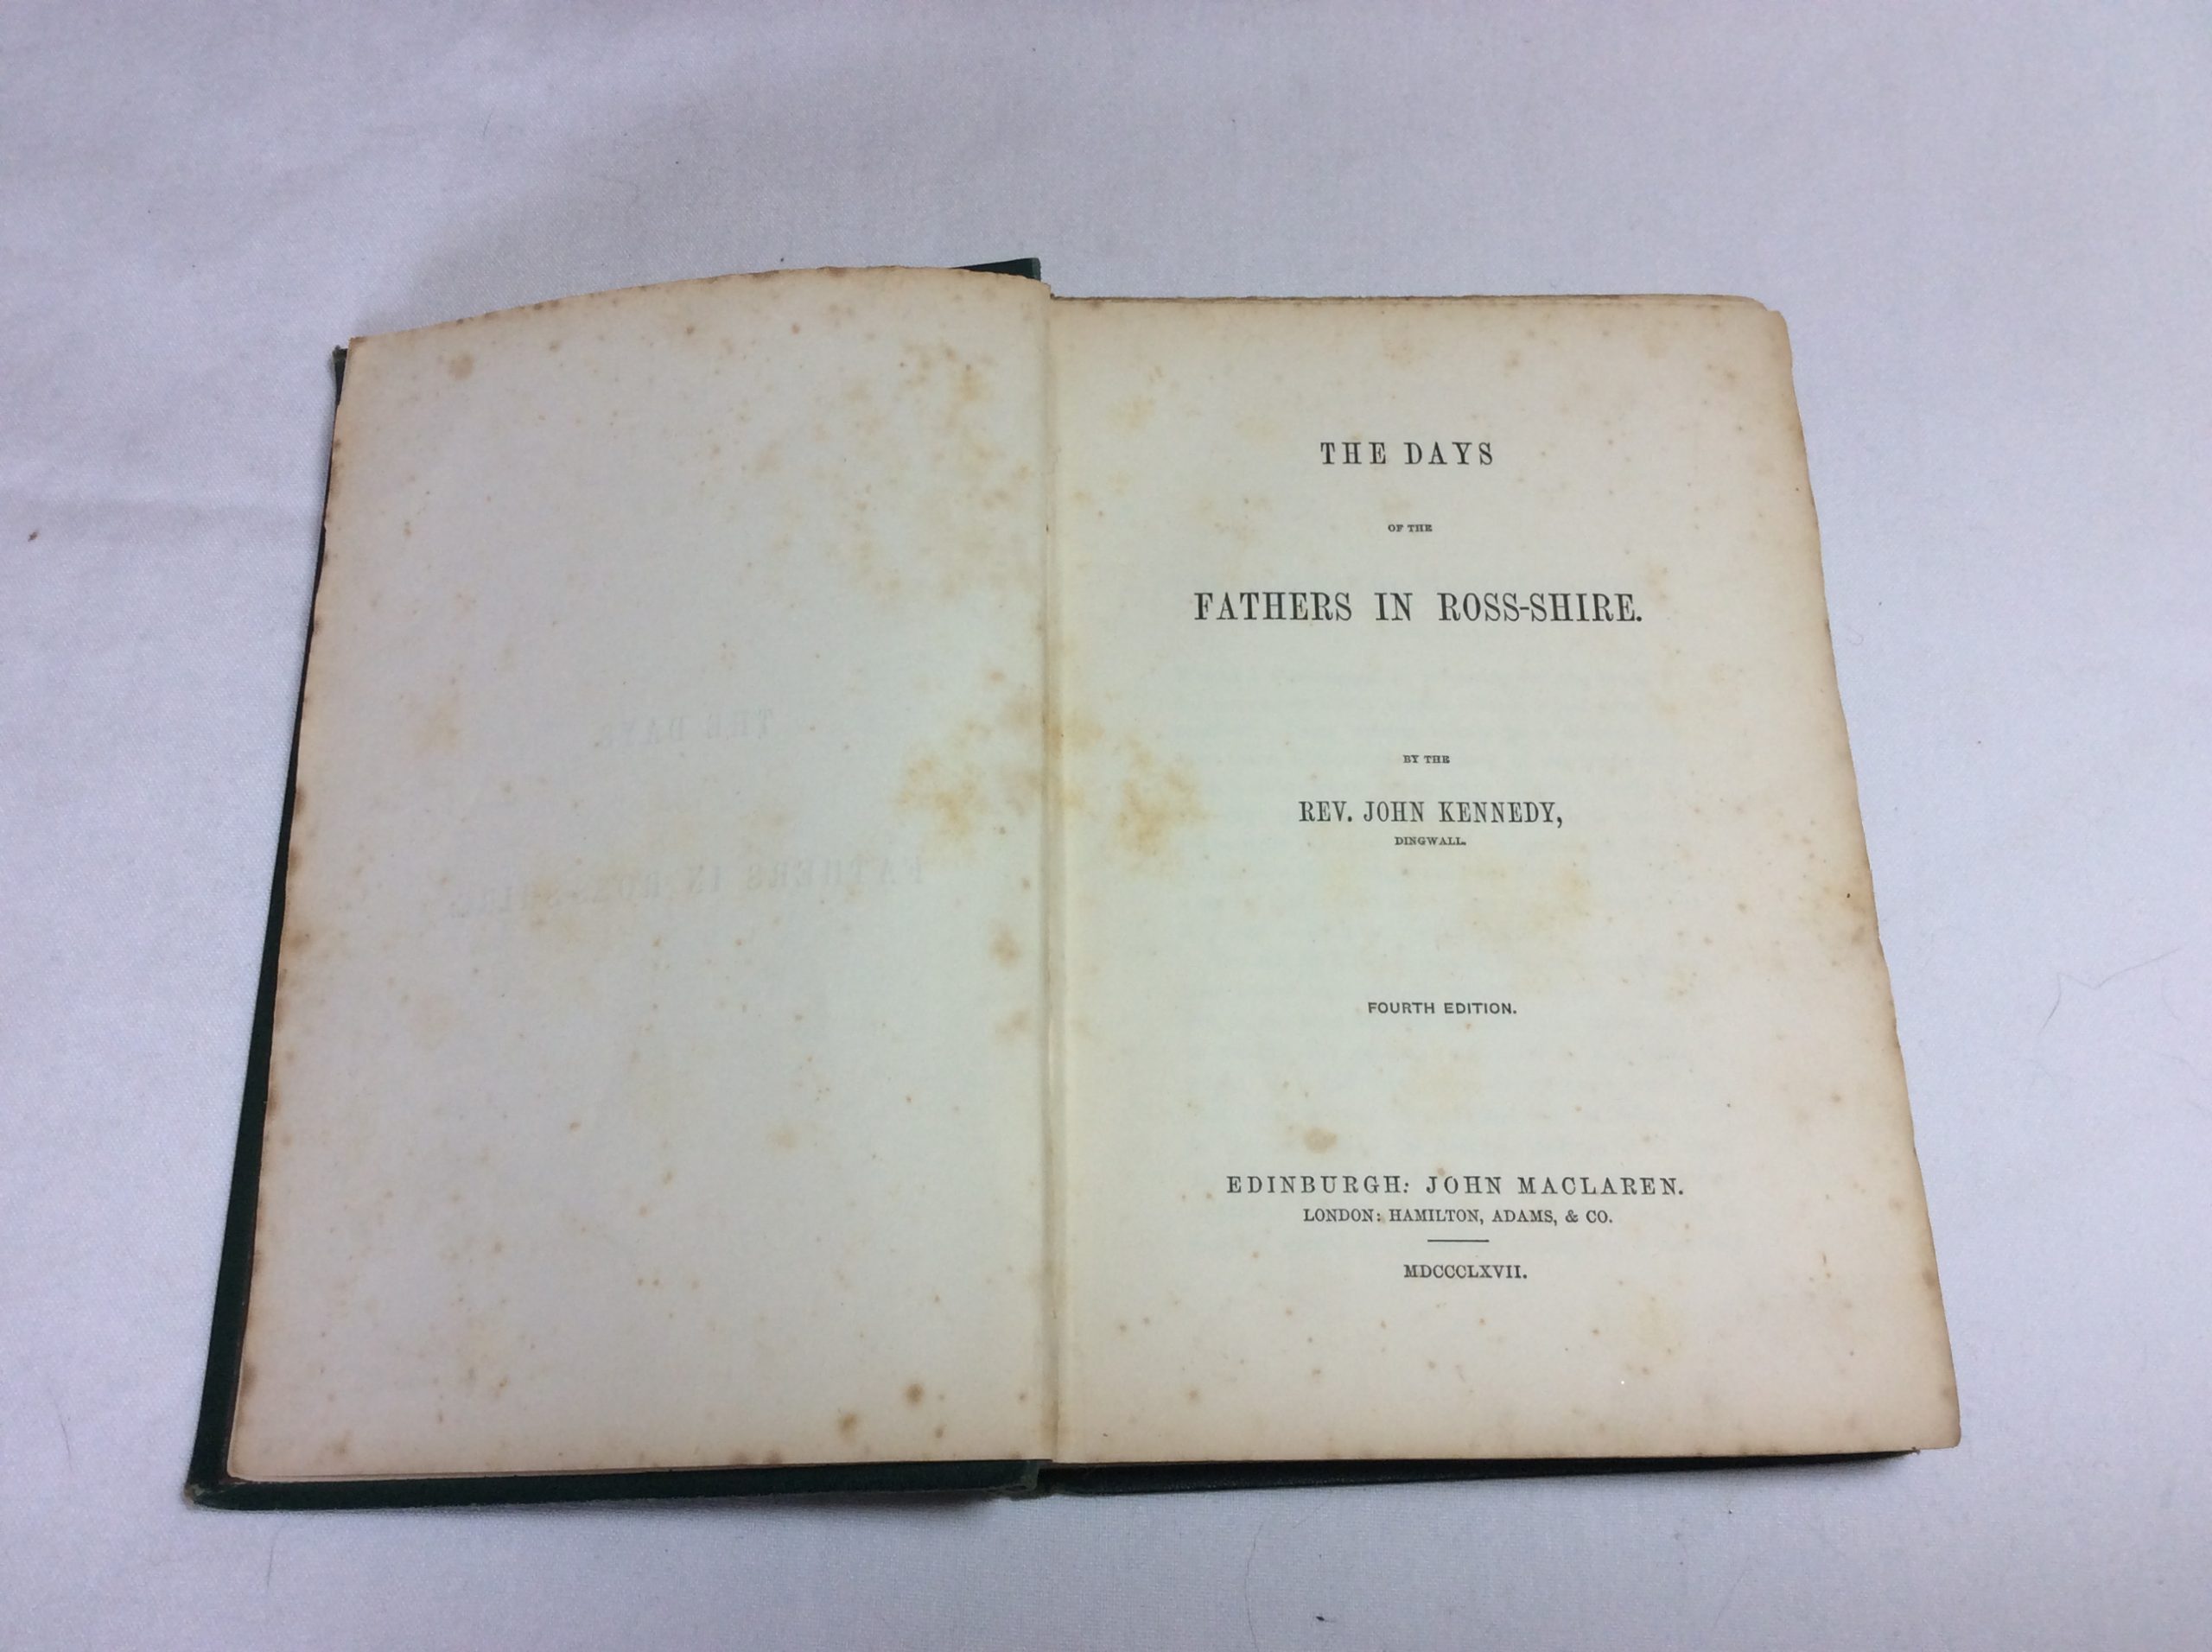 THE DAYS
OF THE
FATHERS IN ROSS-SHIRE.
BY THE
REV. JOHN KENNEDY,
DINGWALL.
FOURTH EDITION.
EDINBURGH: JOHN MACLAREN.
LONDON: HAMILTON, ADAMS, & CO.
MDCCCLXVII.